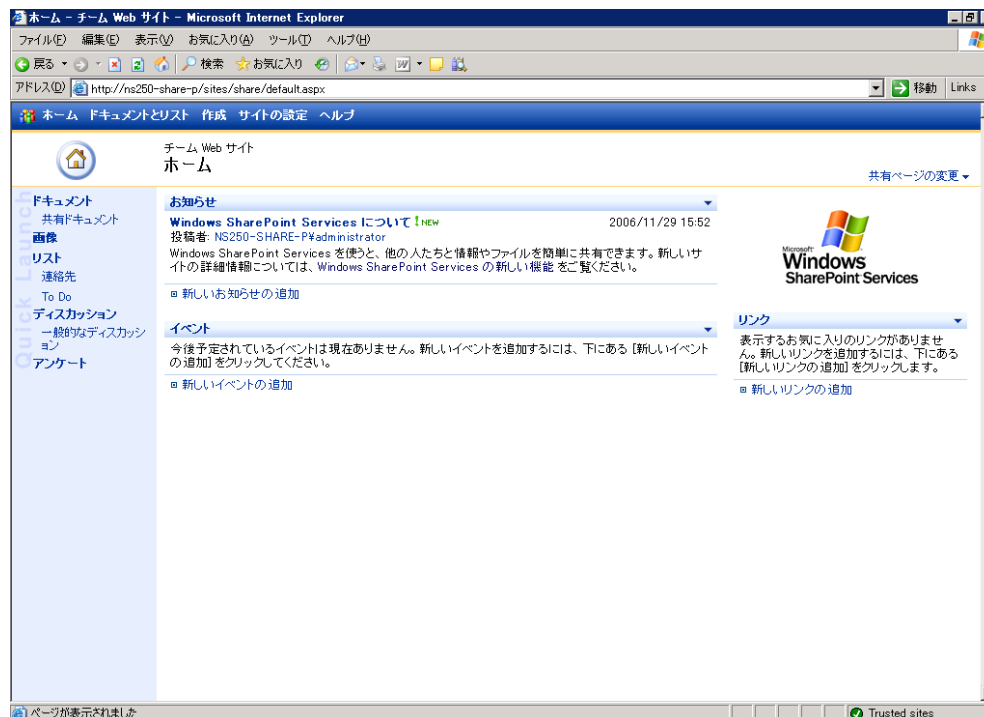 ホーム - チーム Web サイト - Microsoft Internet Explorer
ファイル(F) 編集(E) 表示(V) お気に入り(A) ツール(T) ヘルプ(H)
戻る 検索 お気に入り
アドレス(D) http://ns250-share-p/sites/share/default.aspx 移動 Links
ホーム ドキュメントとリスト 作成 サイトの設定 ヘルプ
チーム Web サイト
ホーム
共有ページの変更
Quick Launch
ドキュメント
共有ドキュメント
画像
リスト
連絡先
To Do
ディスカッション
一般的なディスカッシ
ョン
アンケート
お知らせ
Windows SharePoint Services について ! NEW 2006/11/29 15:52
投稿者: NS250-SHARE-P¥administrator
Windows SharePoint Services を使うと、他の人たちと情報やファイルを簡単に共有できます。新しいサ
イトの詳細情報については、Windows SharePoint Services の新しい機能 をご覧ください。
新しいお知らせの追加
イベント
今後予定されているイベントは現在ありません。新しいイベントを追加するには、下にある [新しいイベント
の追加] をクリックしてください。
新しいイベントの追加
Microsoft
Windows
SharePoint Services
リンク
表示するお気に入りのリンクがありませ
ん。新しいリンクを追加するには、下にある
[新しいリンクの追加] をクリックします。
新しいリンクの追加
ページが表示されました Trusted sites